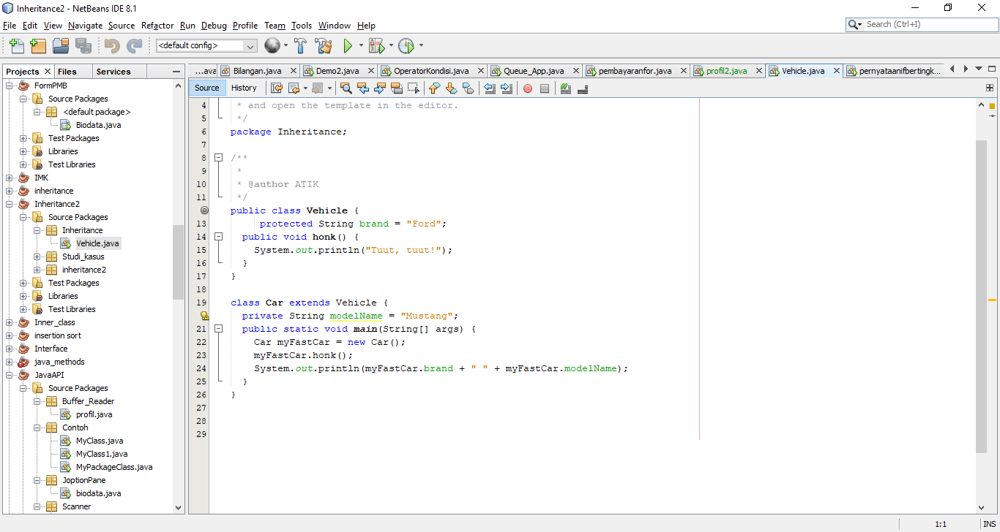 Inheritance2 - NetBeans IDE 8.1
File Edit View Navigate Source Refactor Run Debug Profile Team Tools Window Help
Search (Ctrl+I)
<default config>
Projects Files Services
...ava Bilangan.java Demo2.java OperatorKondisi.java Queue_App.java pembayaranfor.java profil2.java Vehicle.java pernyataanifbertingk...
Source History
FormPMB
Source Packages
<default package>
Biodata.java
Test Packages
Libraries
Test Libraries
IMK
inheritance
Inheritance2
Source Packages
Inheritance
Vehicle.java
Studi_kasus
inheritance2
Test Packages
Libraries
Test Libraries
Inner_class
insertion sort
Interface
java_methods
JavaAPI
Source Packages
Buffer_Reader
profil.java
Contoh
MyClass.java
MyClass1.java
MyPackageClass.java
JoptionPane
biodata.java
Scanner
4 * and open the template in the editor.
5 */
6 package Inheritance;
7
8 /**
9 *
10 * @author ATIK
11 */
public class Vehicle {
13 protected String brand = "Ford";
14 public void honk() {
15 System.out.println("Tuut, tuut!");
16 }
17 }
18
19 class Car extends Vehicle {
private String modelName = "Mustang";
21 public static void main(String[] args) {
22 Car myFastCar = new Car();
23 myFastCar.honk();
24 System.out.println(myFastCar.brand + " " + myFastCar.modelName);
25 }
26 }
27
28
29
1:1 INS